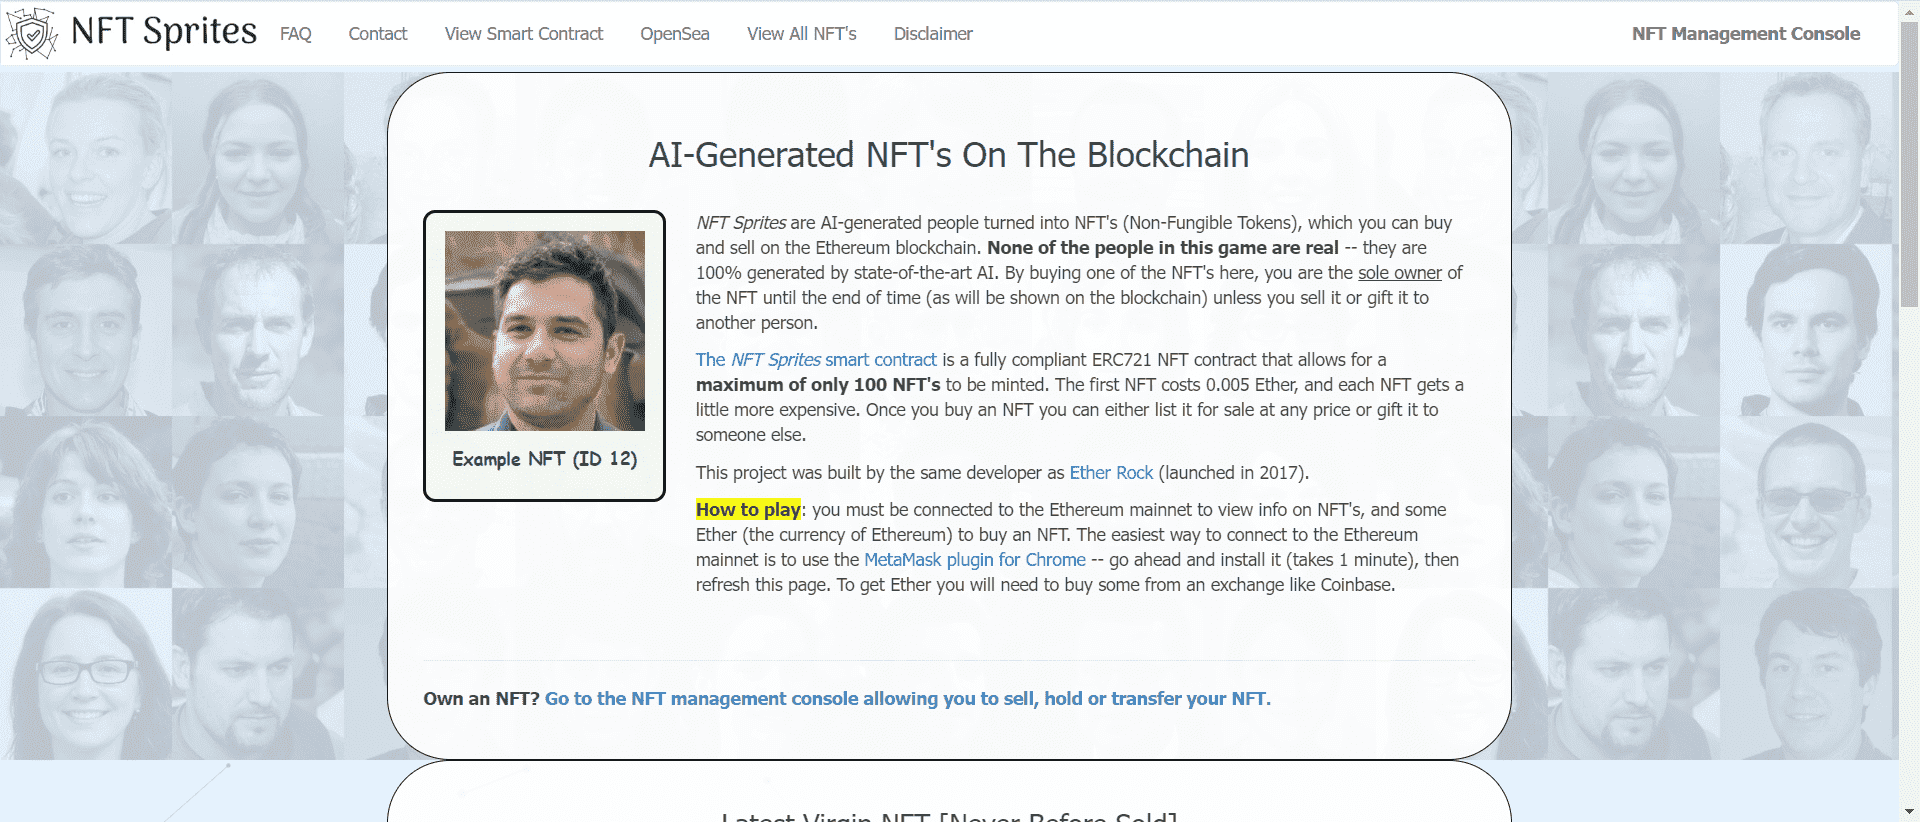 NFT Sprites
FAQ
Contact
View Smart Contract
OpenSea
View All NFT's
Disclaimer
NFT Management Console
AI-Generated NFT's On The Blockchain
Example NFT (ID 12)
NFT Sprites are AI-generated people turned into NFT's (Non-Fungible Tokens), which you can buy
and sell on the Ethereum blockchain. None of the people in this game are real -- they are
100% generated by state-of-the-art AI. By buying one of the NFT's here, you are the sole owner of
the NFT until the end of time (as will be shown on the blockchain) unless you sell it or gift it to
another person.
The NFT Sprites smart contract is a fully compliant ERC721 NFT contract that allows for a
maximum of only 100 NFT's to be minted. The first NFT costs 0.005 Ether, and each NFT gets a
little more expensive. Once you buy an NFT you can either list it for sale at any price or gift it to
someone else.
This project was built by the same developer as Ether Rock (launched in 2017).
How to play: you must be connected to the Ethereum mainnet to view info on NFT's, and some
Ether (the currency of Ethereum) to buy an NFT. The easiest way to connect to the Ethereum
mainnet is to use the MetaMask plugin for Chrome -- go ahead and install it (takes 1 minute), then
refresh this page. To get Ether you will need to buy some from an exchange like Coinbase.
Own an NFT? Go to the NFT management console allowing you to sell, hold or transfer your NFT.
Latest Virgin NFT [Never Before Sold]